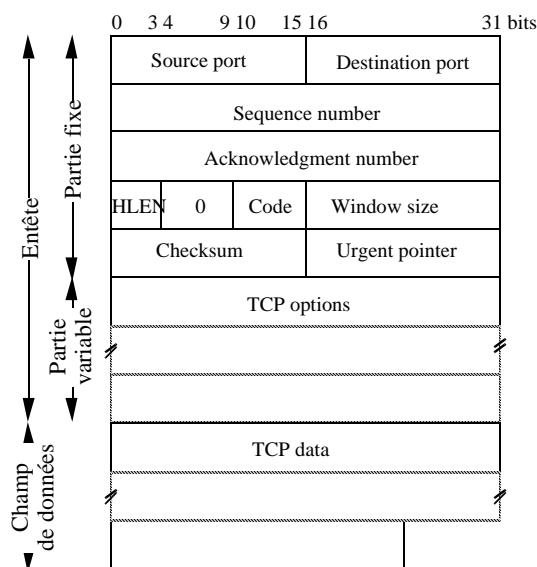 0 3 4 9 10 15 16 31 bits
Source port Destination port
Sequence number
Acknowledgment number
HLEN 0 Code Window size
Checksum Urgent pointer
TCP options
TCP data
Entête
Partie fixe
Partie
variable
Champ
de données